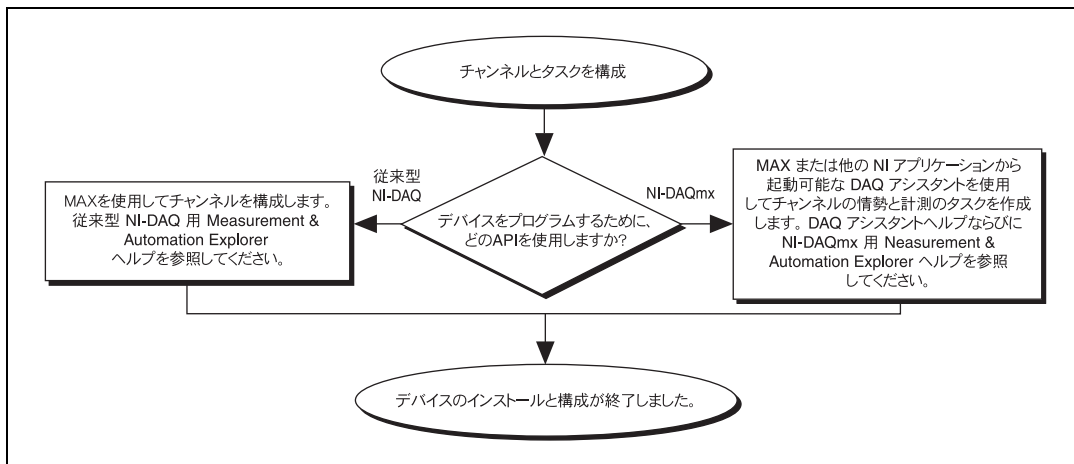 チャンネルとタスクを構成
従来型
NI-DAQ
NI-DAQmx
デバイスをプログラムするために、
どのAPIを使用しますか?
MAXを使用してチャンネルを構成します。
従来型 NI-DAQ 用 Measurement &
Automation Explorer
ヘルプを参照してください。
MAX または他の NI アプリケーションから
起動可能な DAQ アシスタントを使用
してチャンネルの情勢と計測のタスクを作成
します。DAQ アシスタントヘルプならびに
NI-DAQmx 用 Neasurement &
Automation Explorer ヘルプを参照
してください。
デバイスのインストールと構成が終了しました。